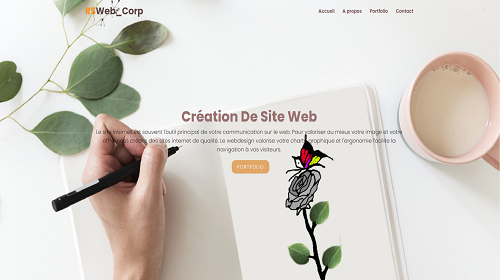 RSWeb_Corp
Accueil A propos Portfolio Contact
Création De Site Web
Le site internet est souvent l'outil principal de votre communication sur le web. Pour valoriser au mieux votre image et votre
offre nous créons des sites internet de qualité. Le webdesign valorise votre charte graphique et l'ergonomie facilite la
navigation à vos visiteurs.
PORTFOLIO